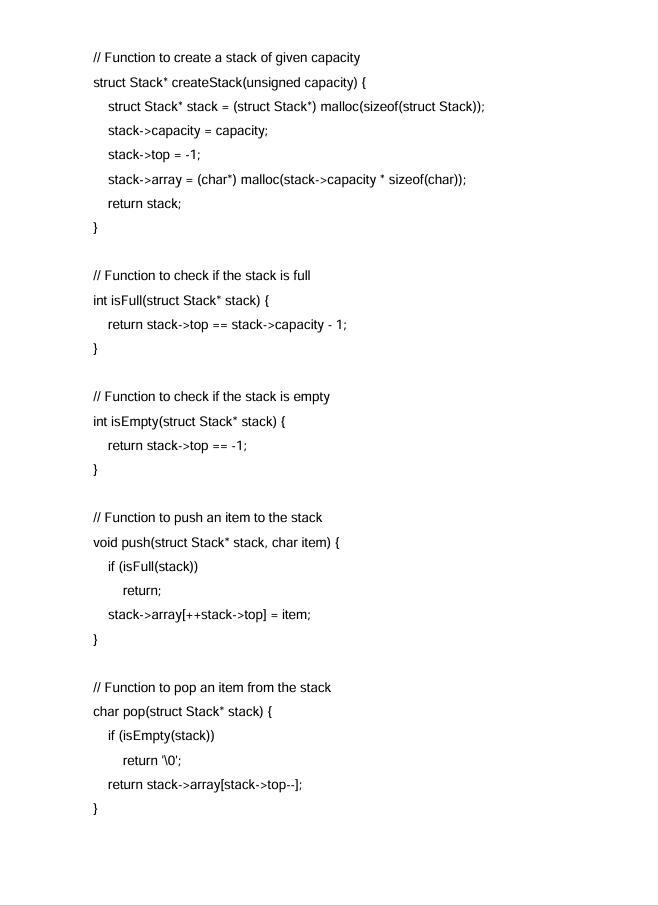 // Function to create a stack of given capacity
struct Stack* createStack(unsigned capacity) {
struct Stack* stack = (struct Stack*) malloc(sizeof(struct Stack));
stack->capacity = capacity;
stack->top = -1;
stack->array = (char*) malloc(stack->capacity * sizeof(char));
return stack;
}
// Function to check if the stack is full
int isFull(struct Stack* stack) {
return stack->top == stack->capacity - 1;
}
// Function to check if the stack is empty
int isEmpty(struct Stack* stack) {
return stack->top == -1;
}
// Function to push an item to the stack
void push(struct Stack* stack, char item) {
if (isFull(stack))
return;
stack->array[++stack->top] = item;
}
// Function to pop an item from the stack
char pop(struct Stack* stack) {
if (isEmpty(stack))
return '\0';
return stack->array[stack->top--];
}